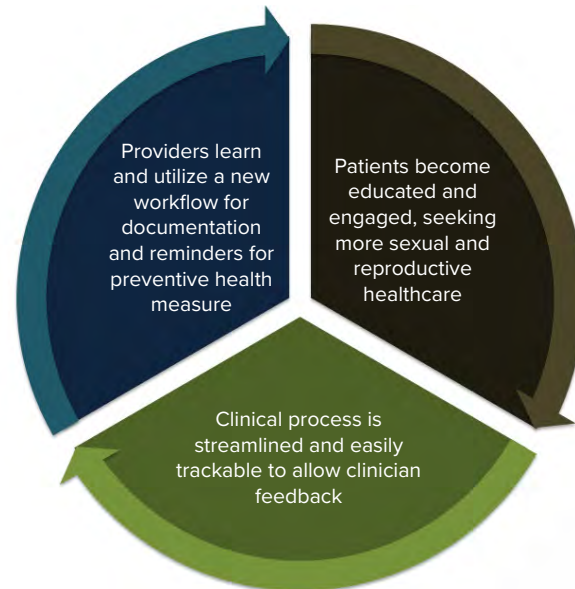 Providers learn
and utilize a new
workflow for
documentation
and reminders for
preventive health
measure
Patients become
educated and
engaged, seeking
more sexual and
reproductive
healthcare
Clinical process is
streamlined and easily
trackable to allow clinician
feedback